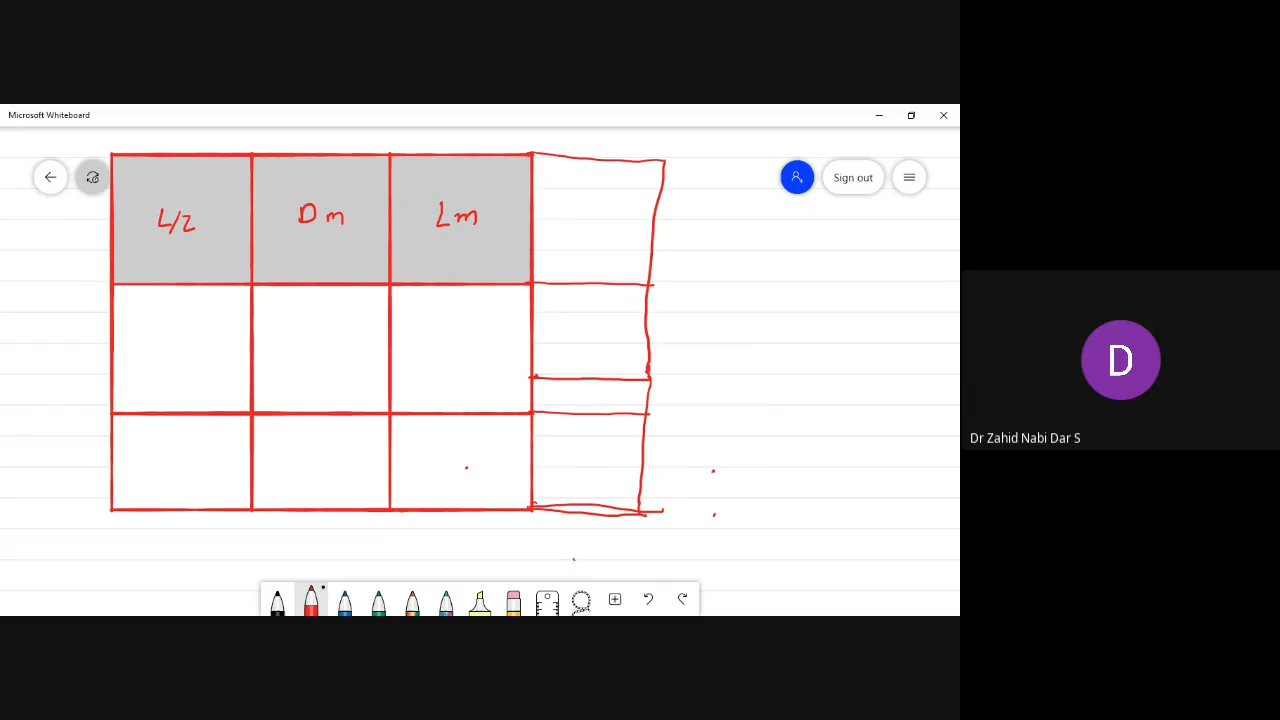 Microsoft Whiteboard
Sign out
L/2 Dm Lm
D
Dr Zahid Nabi Dar S